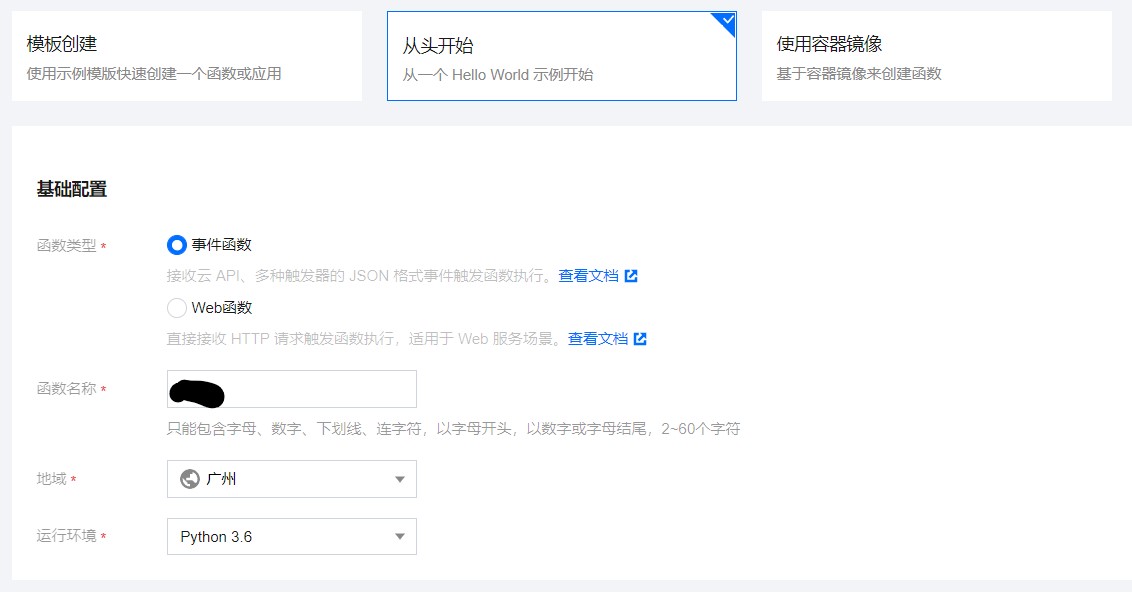 模板创建
使用示例模版快速创建一个函数或应用
从头开始
从一个 Hello World 示例开始
使用容器镜像
基于容器镜像来创建函数
基础配置
函数类型 * 事件函数
接收云 API、多种触发器的 JSON 格式事件触发函数执行。查看文档
Web函数
直接接收 HTTP 请求触发函数执行，适用于 Web 服务场景。查看文档
函数名称 *
只能包含字母、数字、下划线、连字符，以字母开头，以数字或字母结尾，2~60个字符
地域 * 广州
运行环境 * Python 3.6